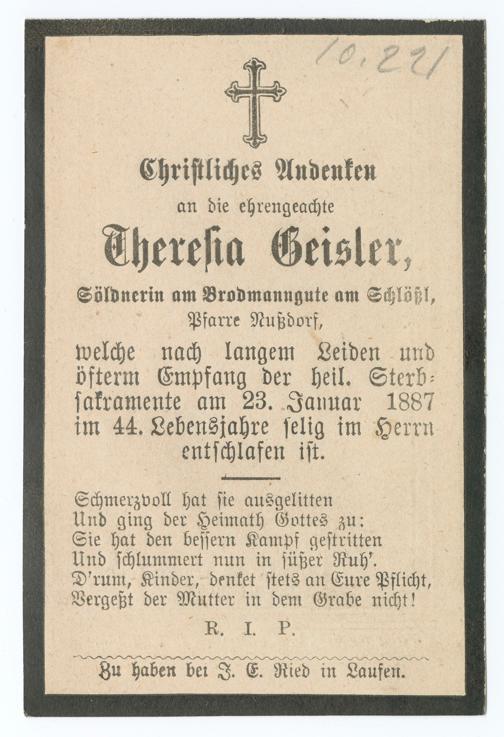 10.221
Christliches Andenken
an die ehrengeachte
Theresia Geisler,
Söldnerin am Brodmanngute am Schlößl,
Pfarre Nußdorf,
welche nach langem Leiden und
öfterm Empfang der heil. Sterb-
sakramente am 23. Januar 1887
im 44. Lebensjahre selig im Herrn
entschlafen ist.
Schmerzvoll hat sie ausgelitten
Und ging der Heimath Gottes zu:
Sie hat den bessern Kampf gestritten
Und schlummert nun in süßer Ruh'.
D'rum, Kinder, denket stets an Eure Pflicht,
Vergeßt der Mutter in dem Grabe nicht!
R. I. P.
Zu haben bei J. E. Ried in Laufen.